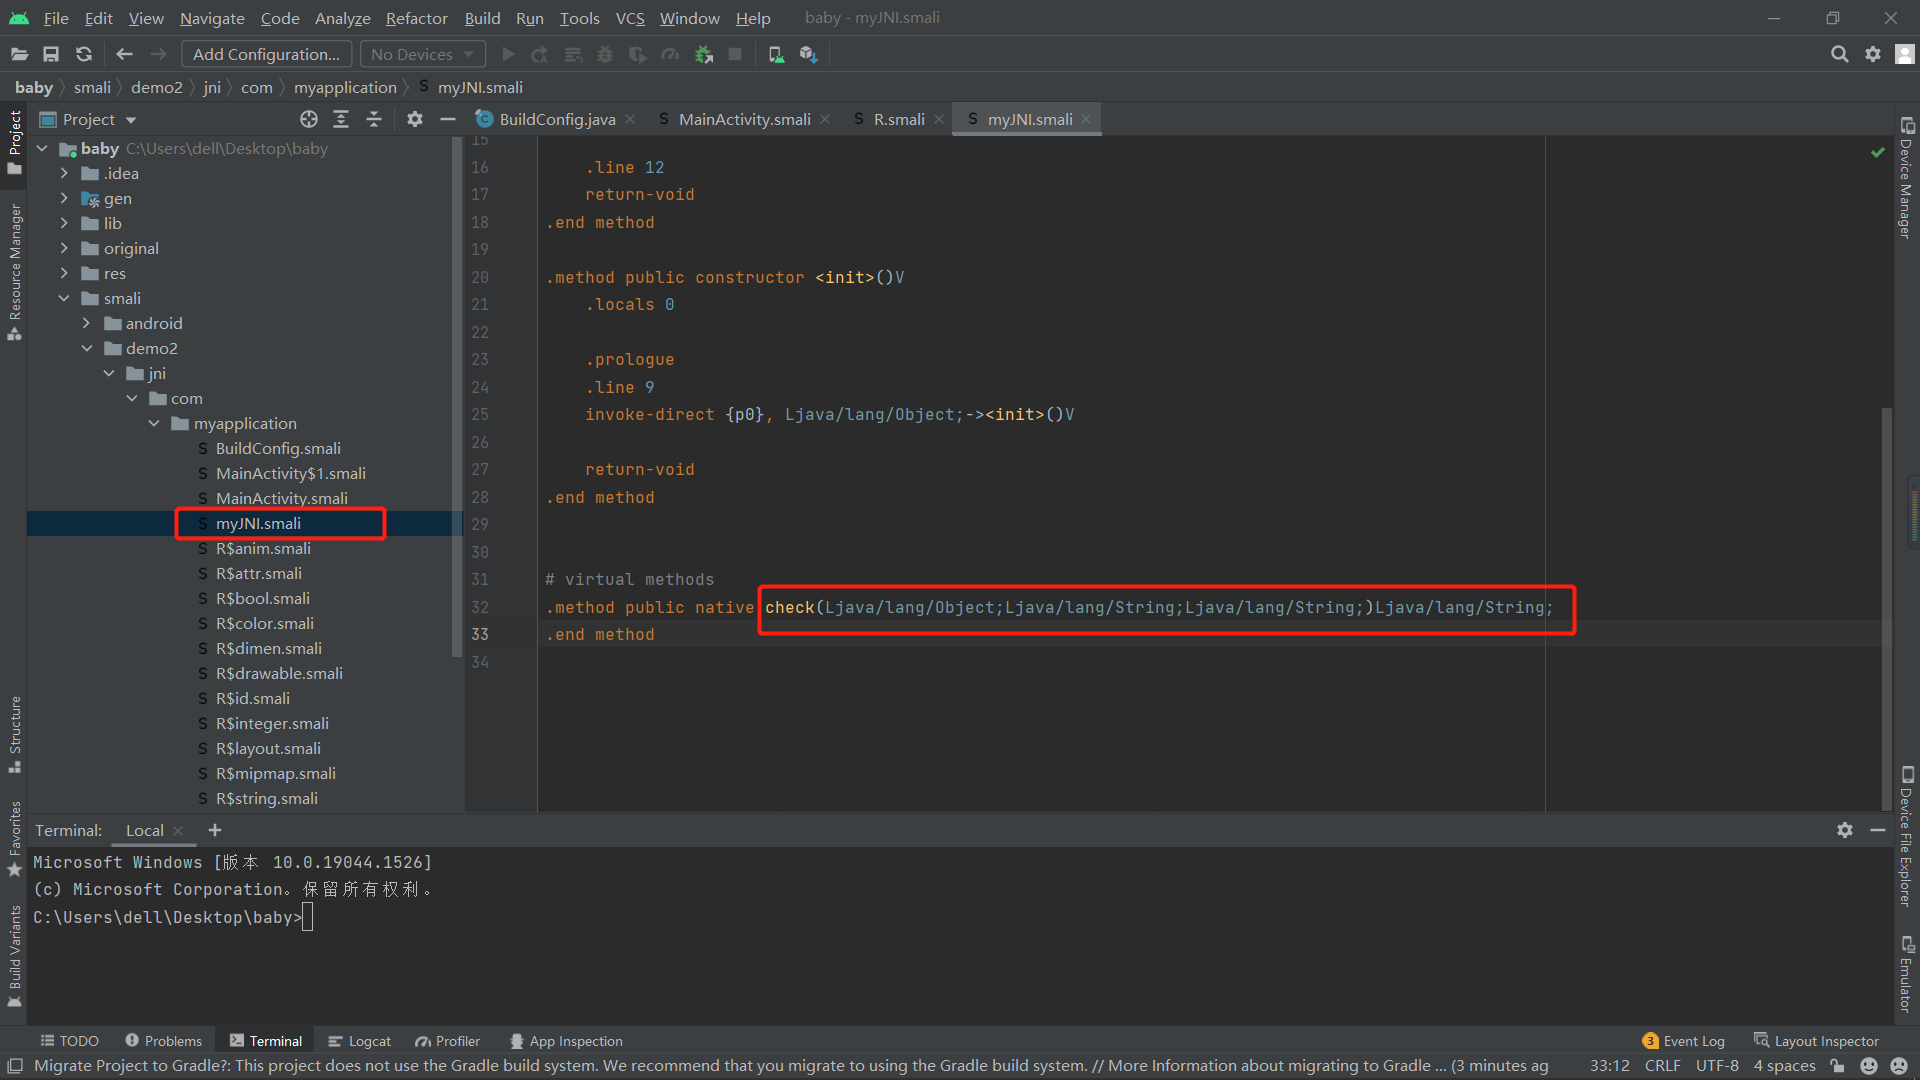 File Edit View Navigate Code Analyze Refactor Build Run Tools VCS Window Help baby - myJNI.smali
Add Configuration... No Devices
baby smali demo2 jni com myapplication myJNI.smali
Project
BuildConfig.java MainActivity.smali R.smali myJNI.smali
baby C:\Users\dell\Desktop\baby
.idea
gen
lib
original
res
smali
android
demo2
jni
com
myapplication
BuildConfig.smali
MainActivity$1.smali
MainActivity.smali
myJNI.smali
R$anim.smali
R$attr.smali
R$bool.smali
R$color.smali
R$dimen.smali
R$drawable.smali
R$id.smali
R$integer.smali
R$layout.smali
R$mipmap.smali
R$string.smali
15
16 .line 12
17 return-void
18 .end method
19
20 .method public constructor <init>()V
21 .locals 0
22
23 .prologue
24 .line 9
25 invoke-direct {p0}, Ljava/lang/Object;-><init>()V
26
27 return-void
28 .end method
29
30
31 # virtual methods
32 .method public native check(Ljava/lang/Object;Ljava/lang/String;Ljava/lang/String;)Ljava/lang/String;
33 .end method
34
Project
Resource Manager
Structure
Favorites
Build Variants
Device Manager
Device File Explorer
Emulator
Terminal: Local
Microsoft Windows [版本 10.0.19044.1526]
(c) Microsoft Corporation。保留所有权利。
C:\Users\dell\Desktop\baby>
TODO Problems Terminal Logcat Profiler App Inspection 3 Event Log Layout Inspector
Migrate Project to Gradle?: This project does not use the Gradle build system. We recommend that you migrate to using the Gradle build system. // More Information about migrating to Gradle ... (3 minutes ag 33:12 CRLF UTF-8 4 spaces